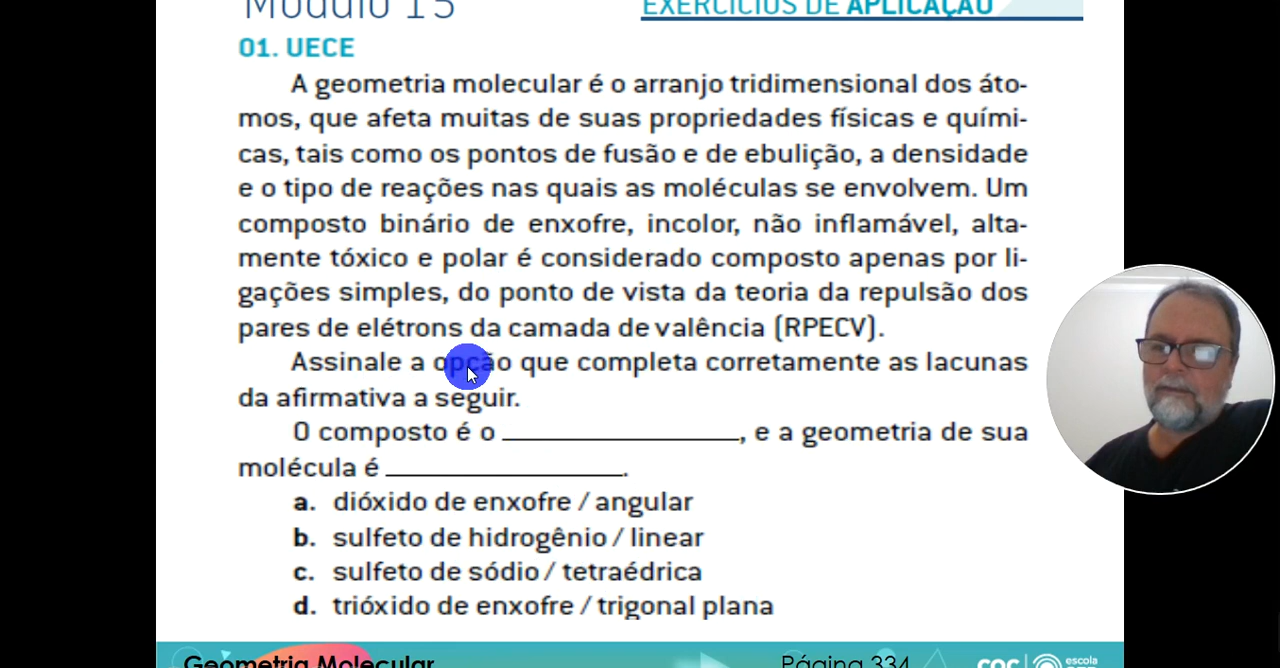 Módulo 15
EXERCÍCIOS DE APLICAÇÃO
01. UECE
A geometria molecular é o arranjo tridimensional dos áto-
mos, que afeta muitas de suas propriedades físicas e quími-
cas, tais como os pontos de fusão e de ebulição, a densidade
e o tipo de reações nas quais as moléculas se envolvem. Um
composto binário de enxofre, incolor, não inflamável, alta-
mente tóxico e polar é considerado composto apenas por li-
gações simples, do ponto de vista da teoria da repulsão dos
pares de elétrons da camada de valência (RPECV).
Assinale a opção que completa corretamente as lacunas
da afirmativa a seguir.
O composto é o _________________, e a geometria de sua
molécula é _________________.
a. dióxido de enxofre / angular
b. sulfeto de hidrogênio / linear
c. sulfeto de sódio / tetraédrica
d. trióxido de enxofre / trigonal plana
Geometria Molecular
Página 334
coc
escola